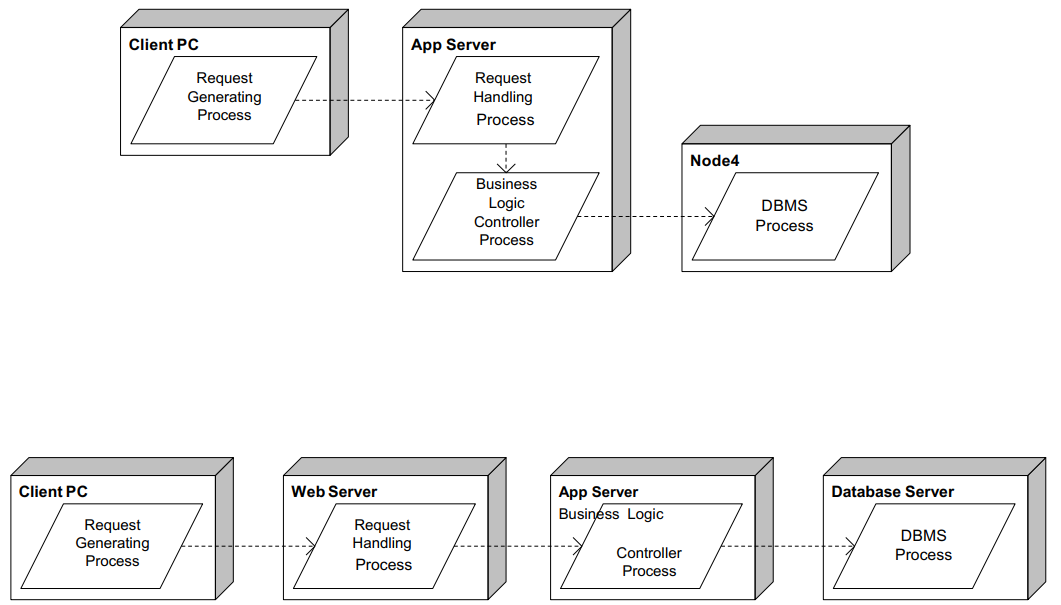 Client PC
Request
Generating
Process
App Server
Request
Handling
Process
Business
Logic
Controller
Process
Node4
DBMS
Process
Client PC
Request
Generating
Process
Web Server
Request
Handling
Process
App Server
Business Logic
Controller
Process
Database Server
DBMS
Process